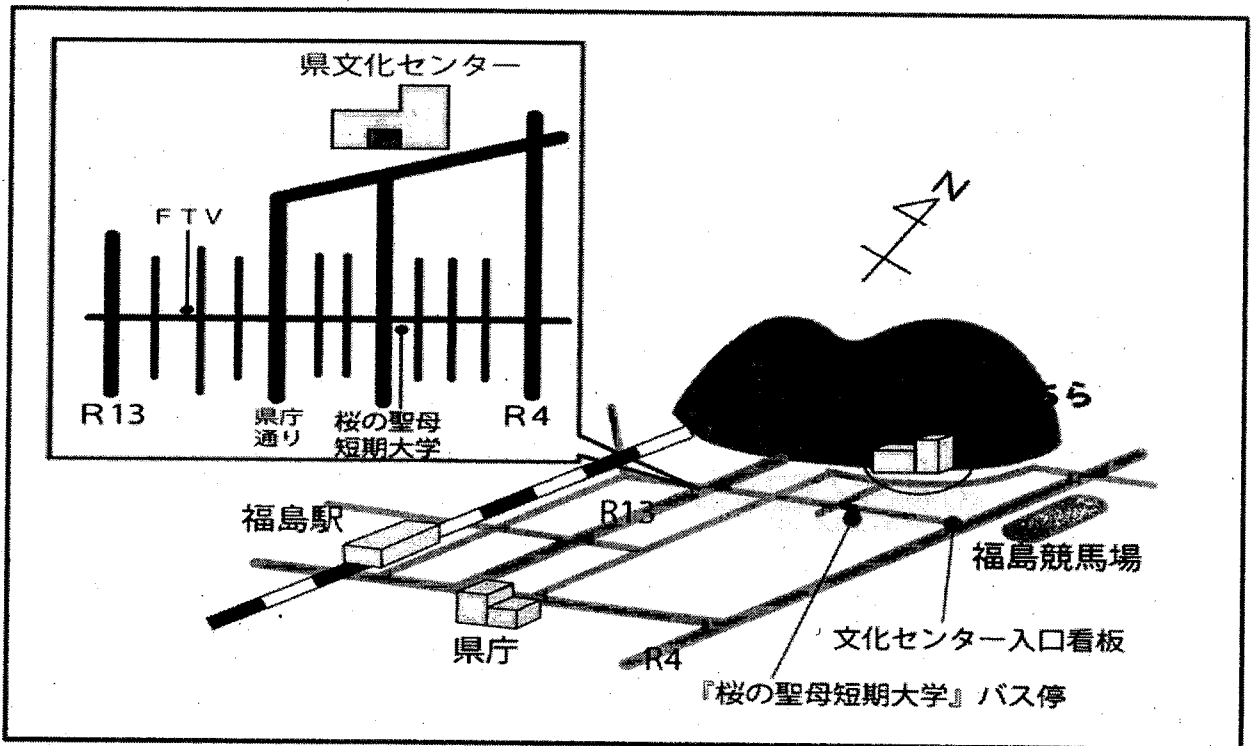 県文化センター
FTV
R13
県庁
通り
桜の聖母
短期大学
R4
N
ちら
福島駅
R13
福島競馬場
県庁
文化センター入口看板
R4
『桜の聖母短期大学』バス停